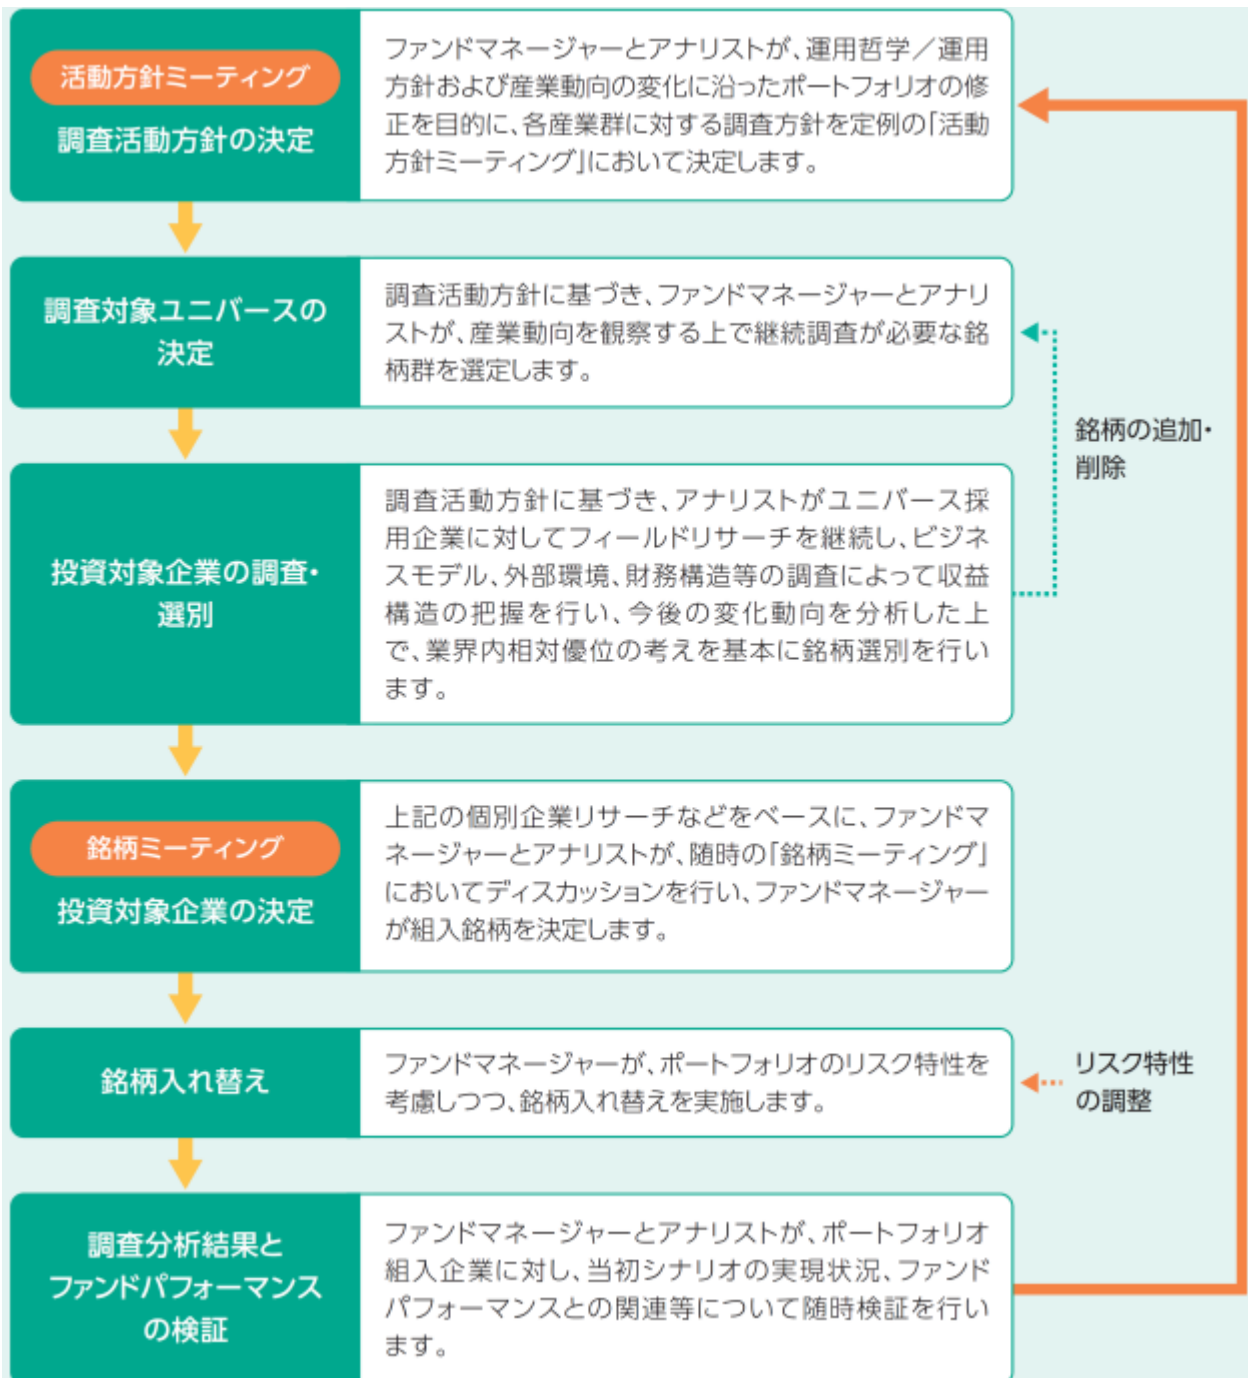 活動方針ミーティング
調査活動方針の決定
ファンドマネージャーとアナリストが、運用哲学／運用
方針および産業動向の変化に沿ったポートフォリオの修
正を目的に、各産業群に対する調査方針を定例の「活動
方針ミーティング」において決定します。
調査対象ユニバースの
決定
調査活動方針に基づき、ファンドマネージャーとアナリ
ストが、産業動向を観察する上で継続調査が必要な銘
柄群を選定します。
銘柄の追加・
削除
投資対象企業の調査・
選別
調査活動方針に基づき、アナリストがユニバース採
用企業に対してフィールドリサーチを継続し、ビジネ
スモデル、外部環境、財務構造等の調査によって収益
構造の把握を行い、今後の変化動向を分析した上
で、業界内相対優位の考えを基本に銘柄選別を行い
ます。
銘柄ミーティング
投資対象企業の決定
上記の個別企業リサーチなどをベースに、ファンドマ
ネージャーとアナリストが、随時の「銘柄ミーティング」
においてディスカッションを行い、ファンドマネージャー
が組入銘柄を決定します。
銘柄入れ替え
ファンドマネージャーが、ポートフォリオのリスク特性を
考慮しつつ、銘柄入れ替えを実施します。
リスク特性
の調整
調査分析結果と
ファンドパフォーマンス
の検証
ファンドマネージャーとアナリストが、ポートフォリオ
組入企業に対し、当初シナリオの実現状況、ファンド
パフォーマンスとの関連等について随時検証を行い
ます。